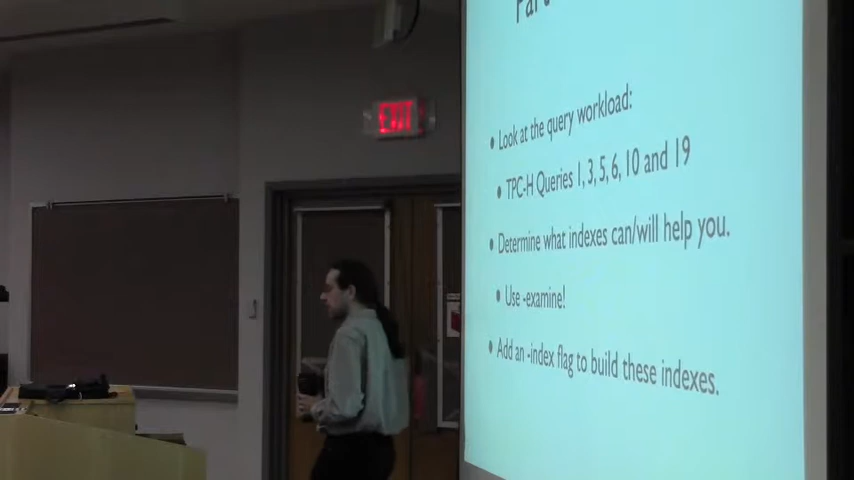 EXIT
• Look at the query workload:
• TPC-H Queries 1, 3, 5, 6, 10 and 19
• Determine what indexes can/will help you.
• Use -examine!
• Add an -index flag to build these indexes.